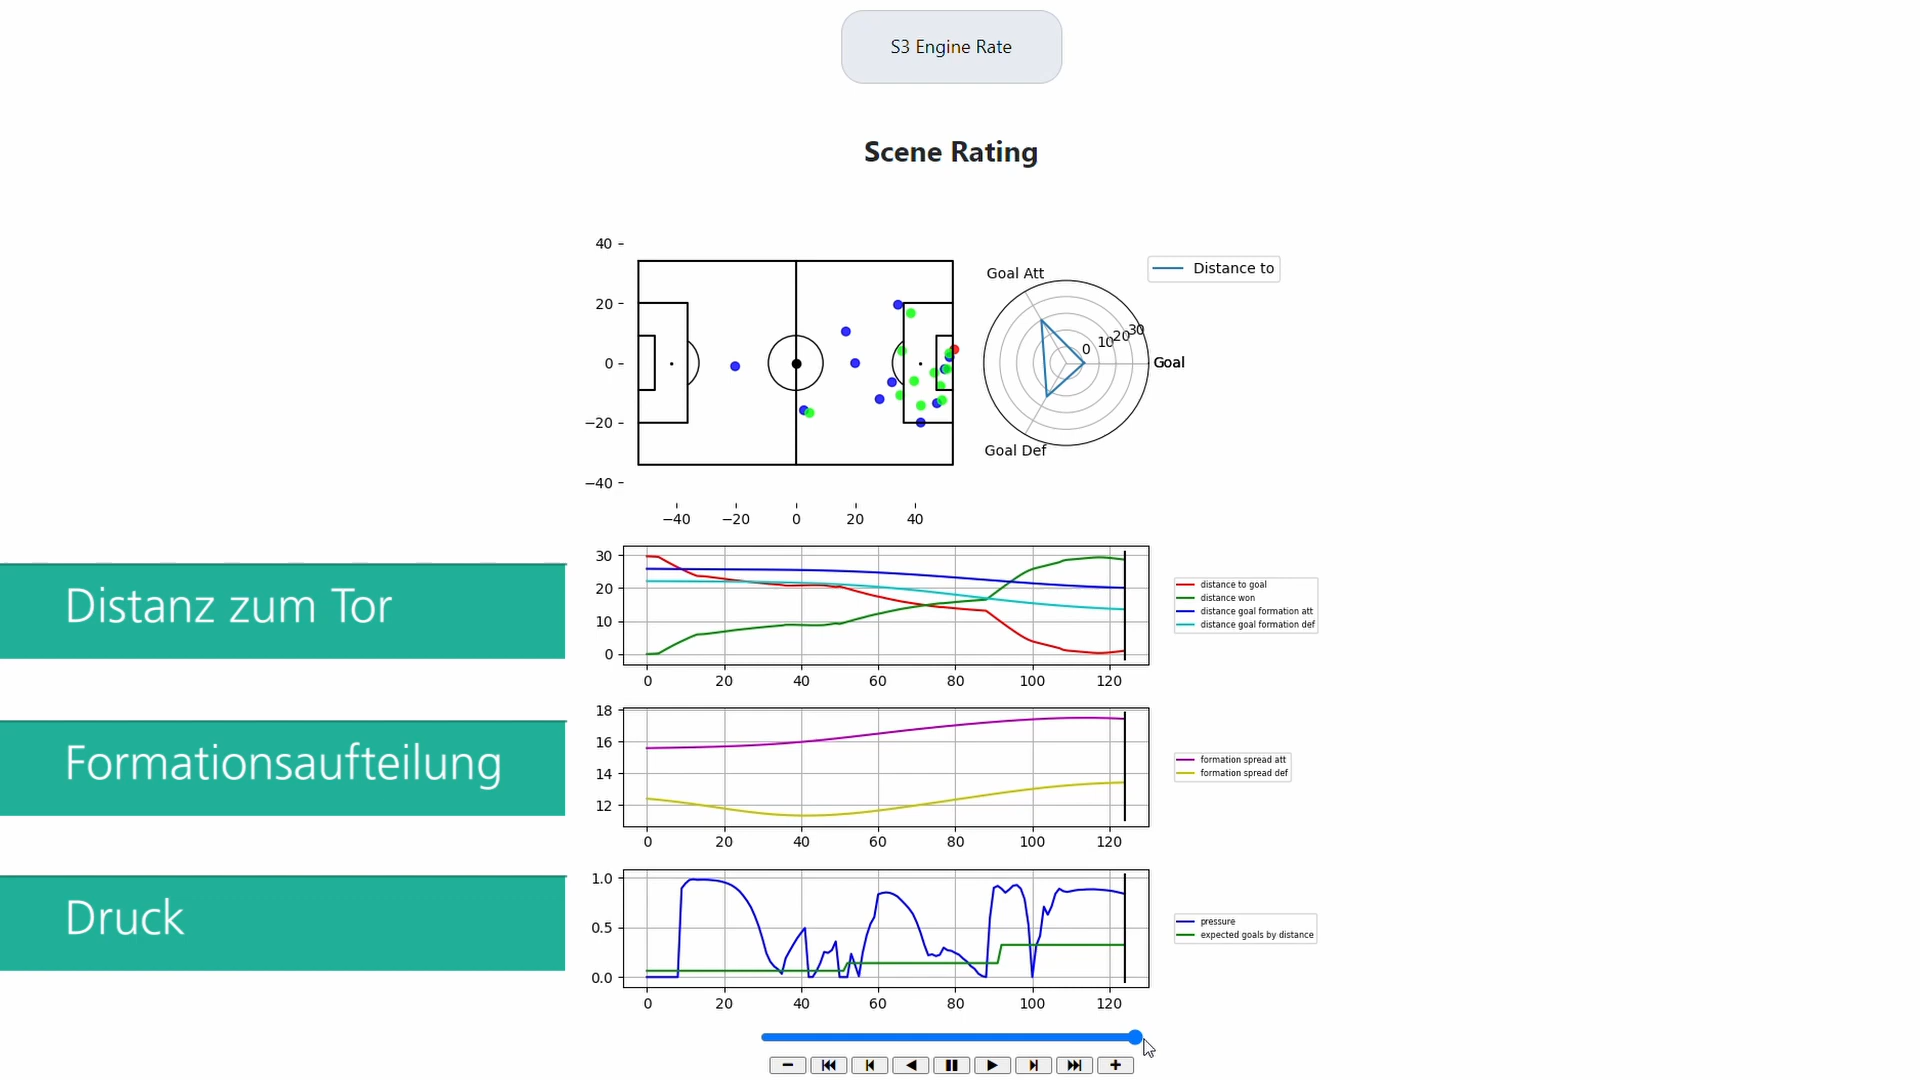 S3 Engine Rate
Scene Rating
40
20
0
−20
−40
−40 −20 0 20 40
Goal Att
Goal
Goal Def
0 10 20 30
Distance to
Distanz zum Tor
30
20
10
0
0 20 40 60 80 100 120
distance to goal
distance won
distance goal formation att
distance goal formation def
Formationsaufteilung
18
16
14
12
0 20 40 60 80 100 120
formation spread att
formation spread def
Druck
1.0
0.5
0.0
0 20 40 60 80 100 120
pressure
expected goals by distance